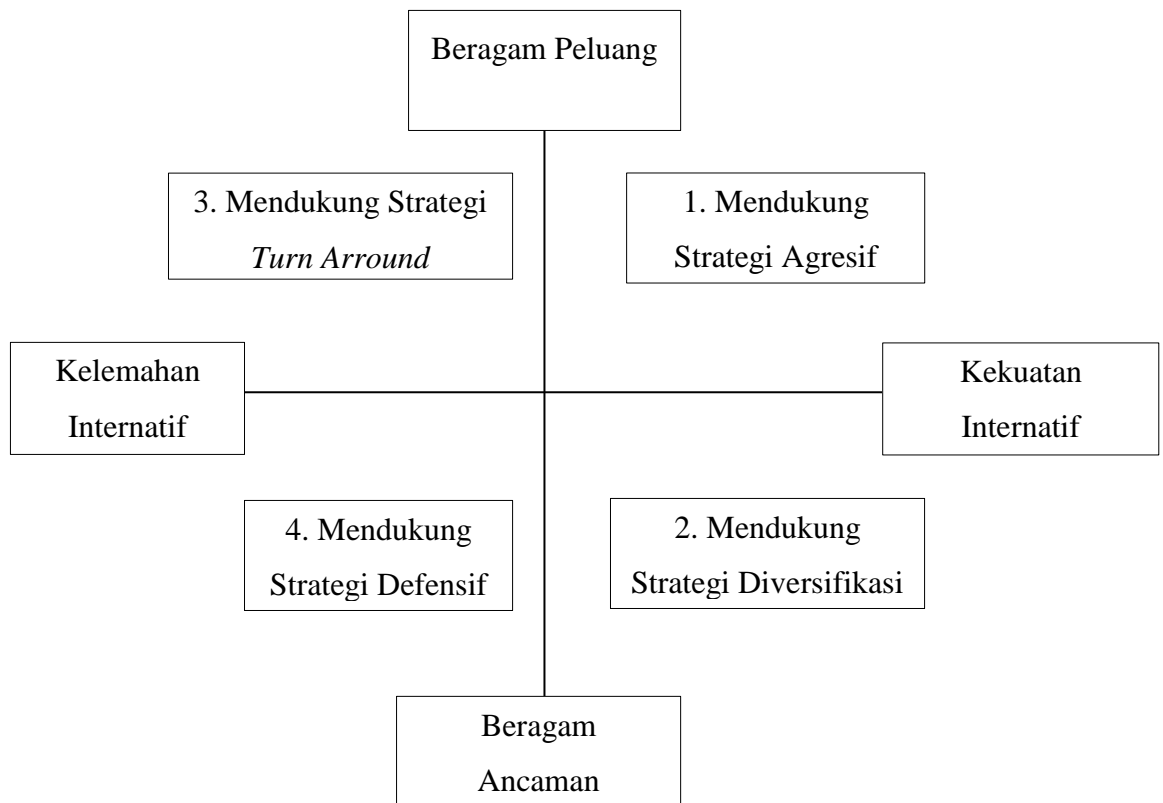 Beragam Peluang
3. Mendukung Strategi
Turn Arround
1. Mendukung
Strategi Agresif
Kelemahan
Internatif
Kekuatan
Internatif
4. Mendukung
Strategi Defensif
2. Mendukung
Strategi Diversifikasi
Beragam
Ancaman